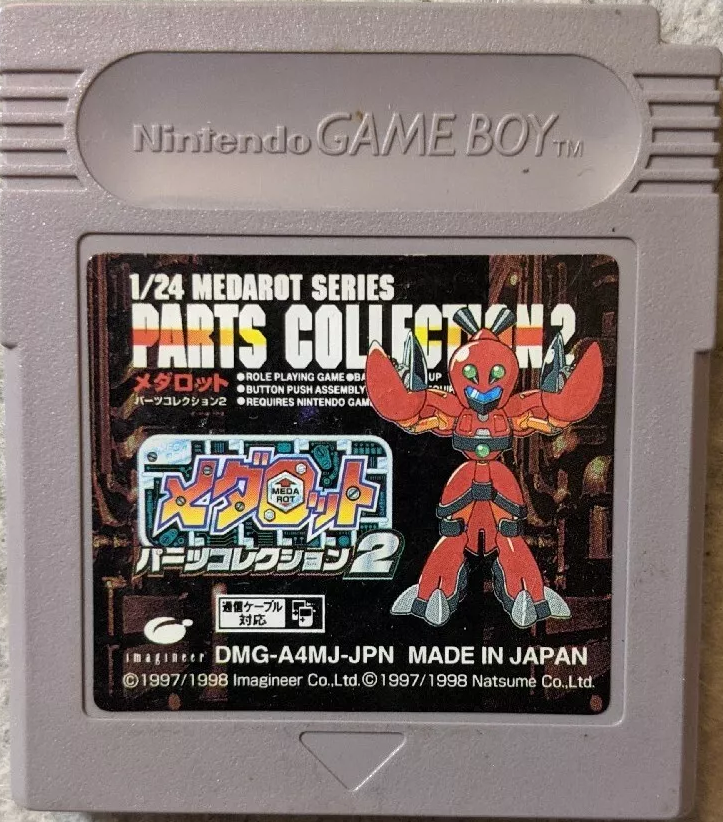 Nintendo GAME BOY TM
1/24 MEDAROT SERIES
PARTS COLLECTION.2
メダロット
パーツコレクション2
●ROLE PLAYING GAME ●BA UP
●BUTTON PUSH ASSEMBLY
●REQUIRES NINTENDO GAM
メダロット
MEDA
ROT
パーツコレクション2
通信ケーブル
対応
imagineer DMG-A4MJ-JPN MADE IN JAPAN
©1997/1998 Imagineer Co.,Ltd. ©1997/1998 Natsume Co.,Ltd.